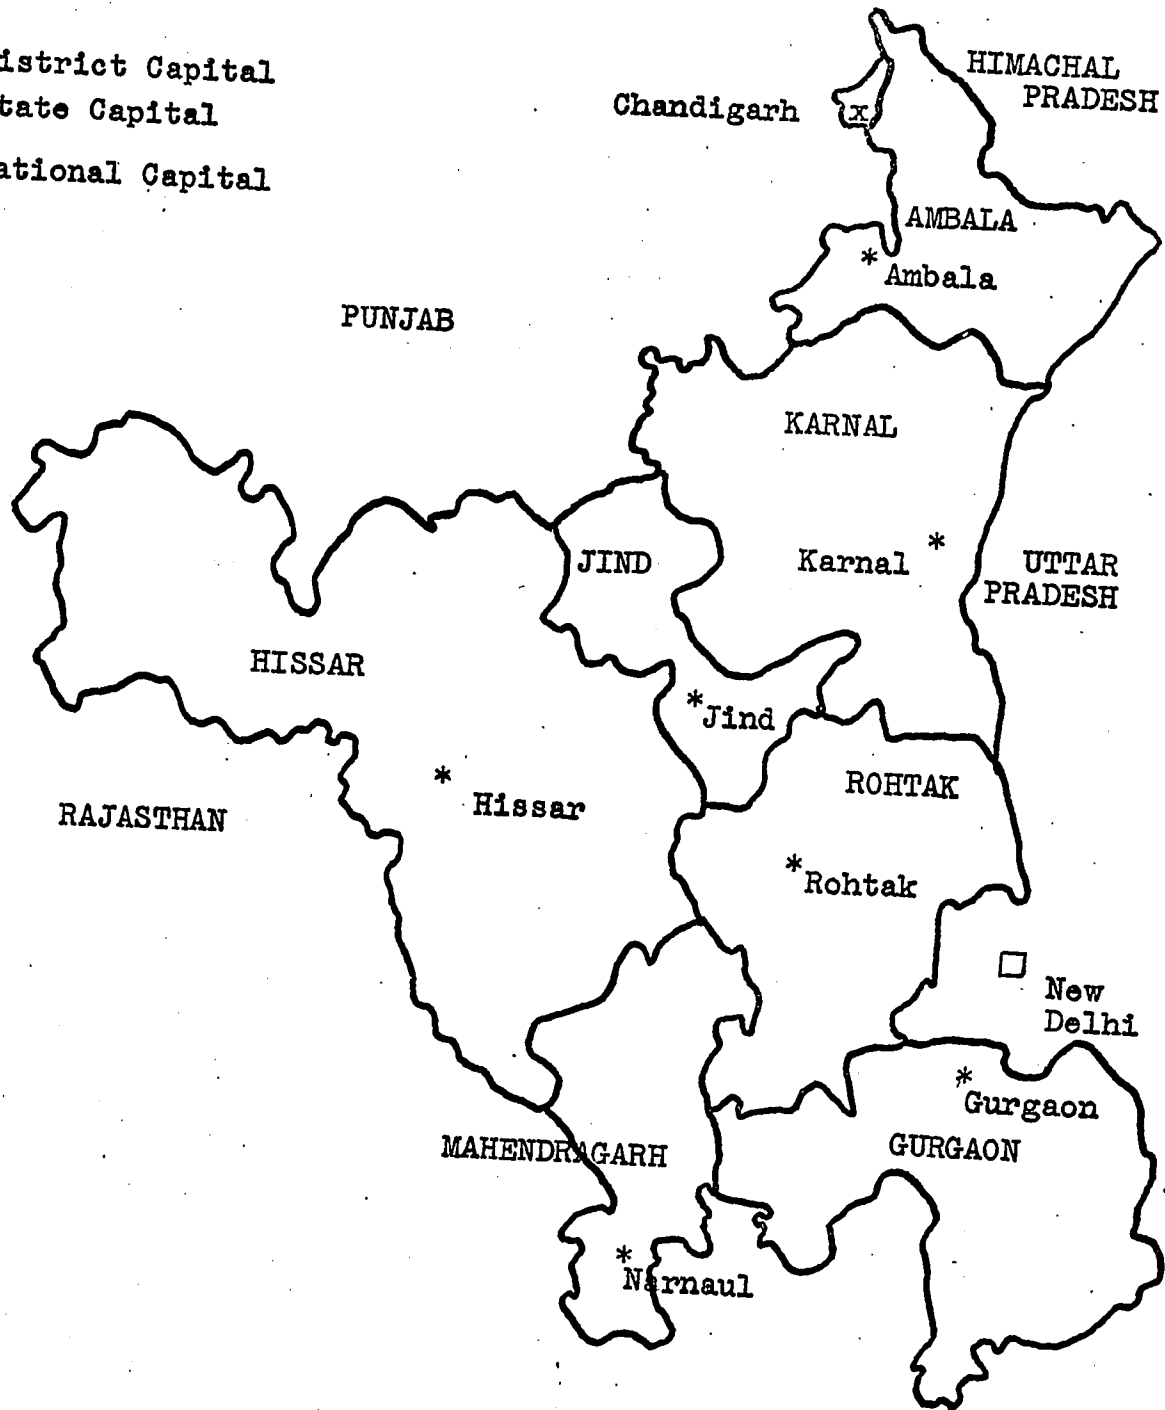 istrict Capital
tate Capital
ational Capital
HIMACHAL
PRADESH
Chandigarh
x
AMBALA
* Ambala
PUNJAB
KARNAL
*
Karnal
JIND
UTTAR
PRADESH
HISSAR
*Jind
*
Hissar
ROHTAK
RAJASTHAN
*Rohtak
New
Delhi
*
Gurgaon
MAHENDRAGARH
GURGAON
*
Narnaul